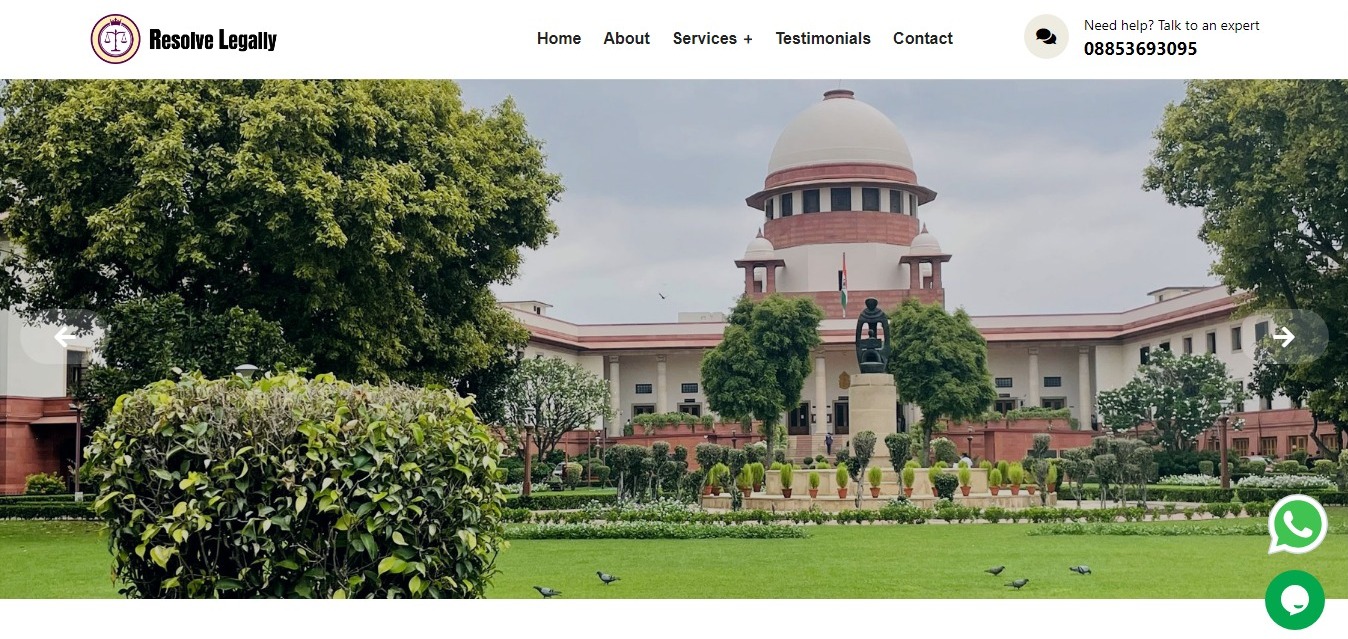 Resolve Legally
Home About Services + Testimonials Contact
Need help? Talk to an expert
08853693095